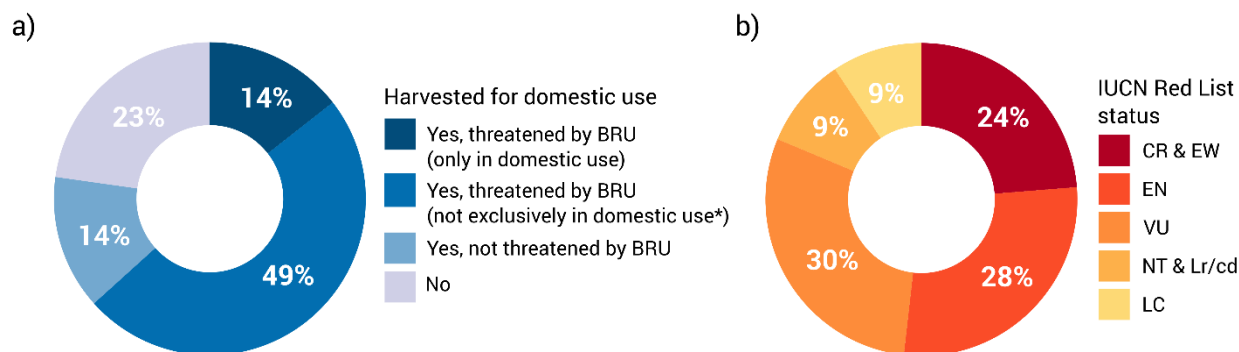 a)
14%
49%
14%
23%
Harvested for domestic use
Yes, threatened by BRU
(only in domestic use)
Yes, threatened by BRU
(not exclusively in domestic use*)
Yes, not threatened by BRU
No
b)
24%
28%
30%
9%
9%
IUCN Red List
status
CR & EW
EN
VU
NT & Lr/cd
LC